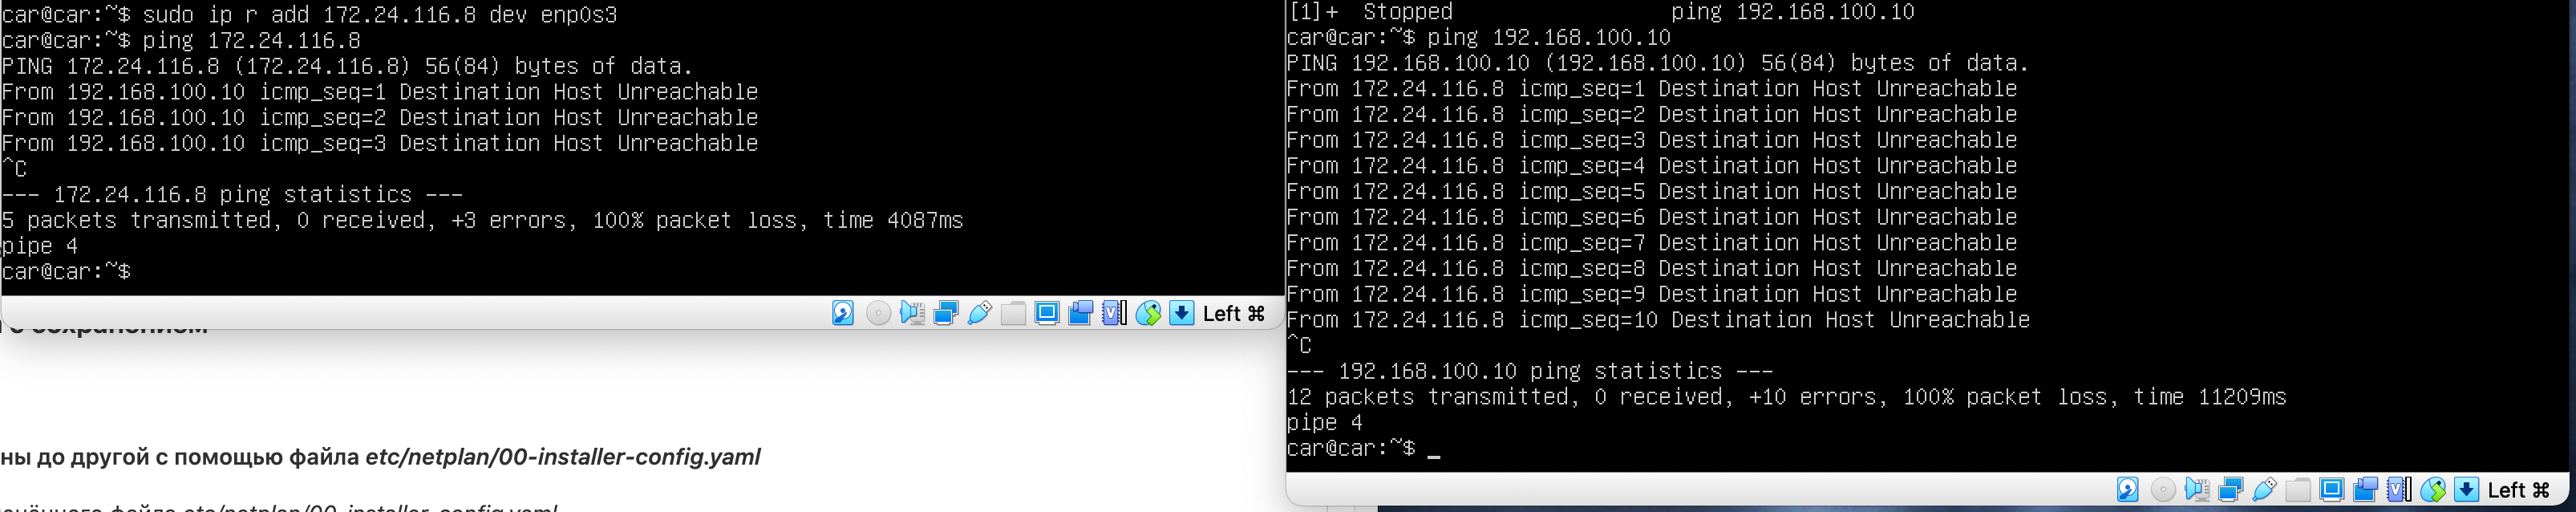 car@car:~$ sudo ip r add 172.24.116.8 dev enp0s3
car@car:~$ ping 172.24.116.8
PING 172.24.116.8 (172.24.116.8) 56(84) bytes of data.
From 192.168.100.10 icmp_seq=1 Destination Host Unreachable
From 192.168.100.10 icmp_seq=2 Destination Host Unreachable
From 192.168.100.10 icmp_seq=3 Destination Host Unreachable
^C
--- 172.24.116.8 ping statistics ---
5 packets transmitted, 0 received, +3 errors, 100% packet loss, time 4087ms
pipe 4
car@car:~$
Left ⌘
с сохранением
ны до другой с помощью файла etc/netplan/00-installer-config.yaml
файла etc/netplan/00-installer-config.yaml
[1]+  Stopped                 ping 192.168.100.10
car@car:~$ ping 192.168.100.10
PING 192.168.100.10 (192.168.100.10) 56(84) bytes of data.
From 172.24.116.8 icmp_seq=1 Destination Host Unreachable
From 172.24.116.8 icmp_seq=2 Destination Host Unreachable
From 172.24.116.8 icmp_seq=3 Destination Host Unreachable
From 172.24.116.8 icmp_seq=4 Destination Host Unreachable
From 172.24.116.8 icmp_seq=5 Destination Host Unreachable
From 172.24.116.8 icmp_seq=6 Destination Host Unreachable
From 172.24.116.8 icmp_seq=7 Destination Host Unreachable
From 172.24.116.8 icmp_seq=8 Destination Host Unreachable
From 172.24.116.8 icmp_seq=9 Destination Host Unreachable
From 172.24.116.8 icmp_seq=10 Destination Host Unreachable
^C
--- 192.168.100.10 ping statistics ---
12 packets transmitted, 0 received, +10 errors, 100% packet loss, time 11209ms
pipe 4
car@car:~$ _
Left ⌘